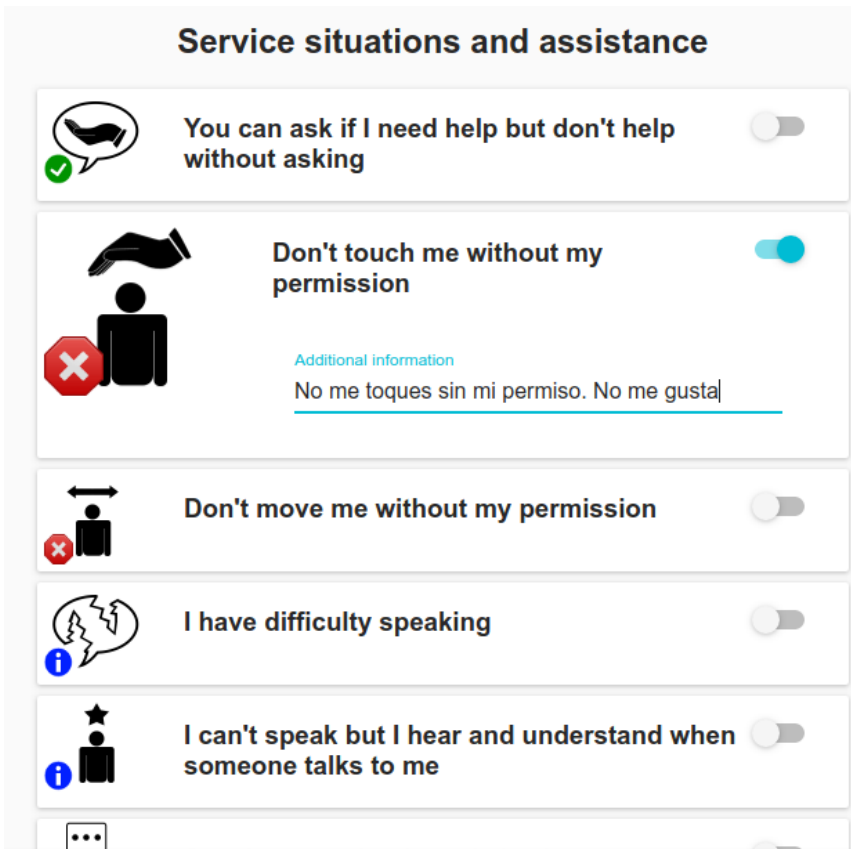 Service situations and assistance
You can ask if I need help but don't help
without asking
Don't touch me without my
permission
Additional information
No me toques sin mi permiso. No me gusta
Don't move me without my permission
I have difficulty speaking
I can't speak but I hear and understand when
someone talks to me